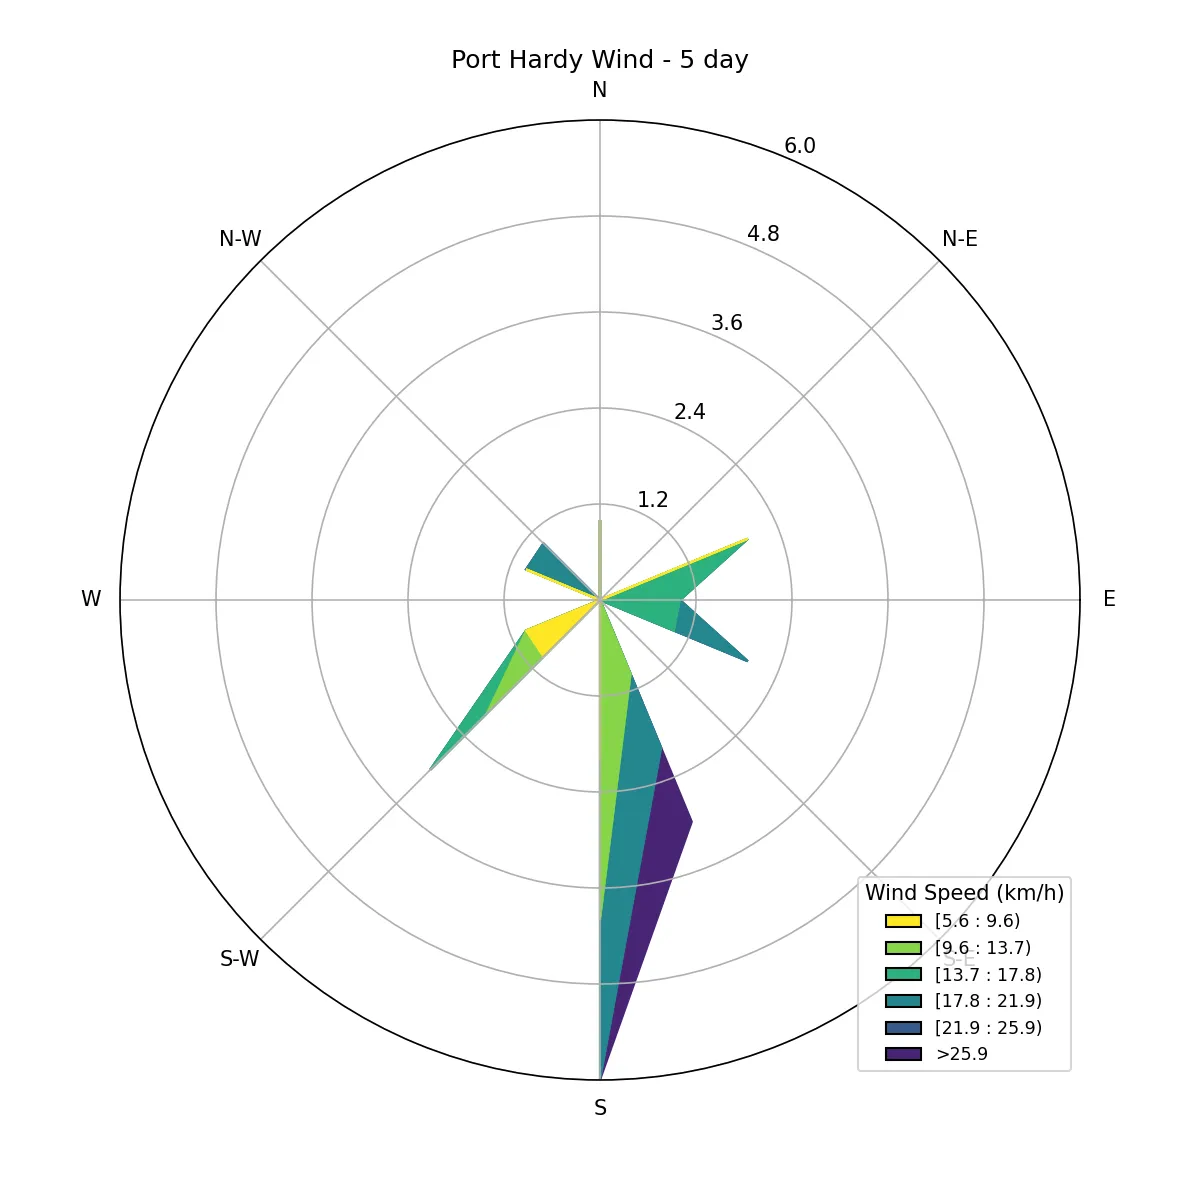 Port Hardy Wind - 5 day
N
6.0
N-W
N-E
4.8
3.6
2.4
1.2
W
E
S-W
S-E
S
Wind Speed (km/h)
[5.6 : 9.6)
[9.6 : 13.7)
[13.7 : 17.8)
[17.8 : 21.9)
[21.9 : 25.9)
>25.9